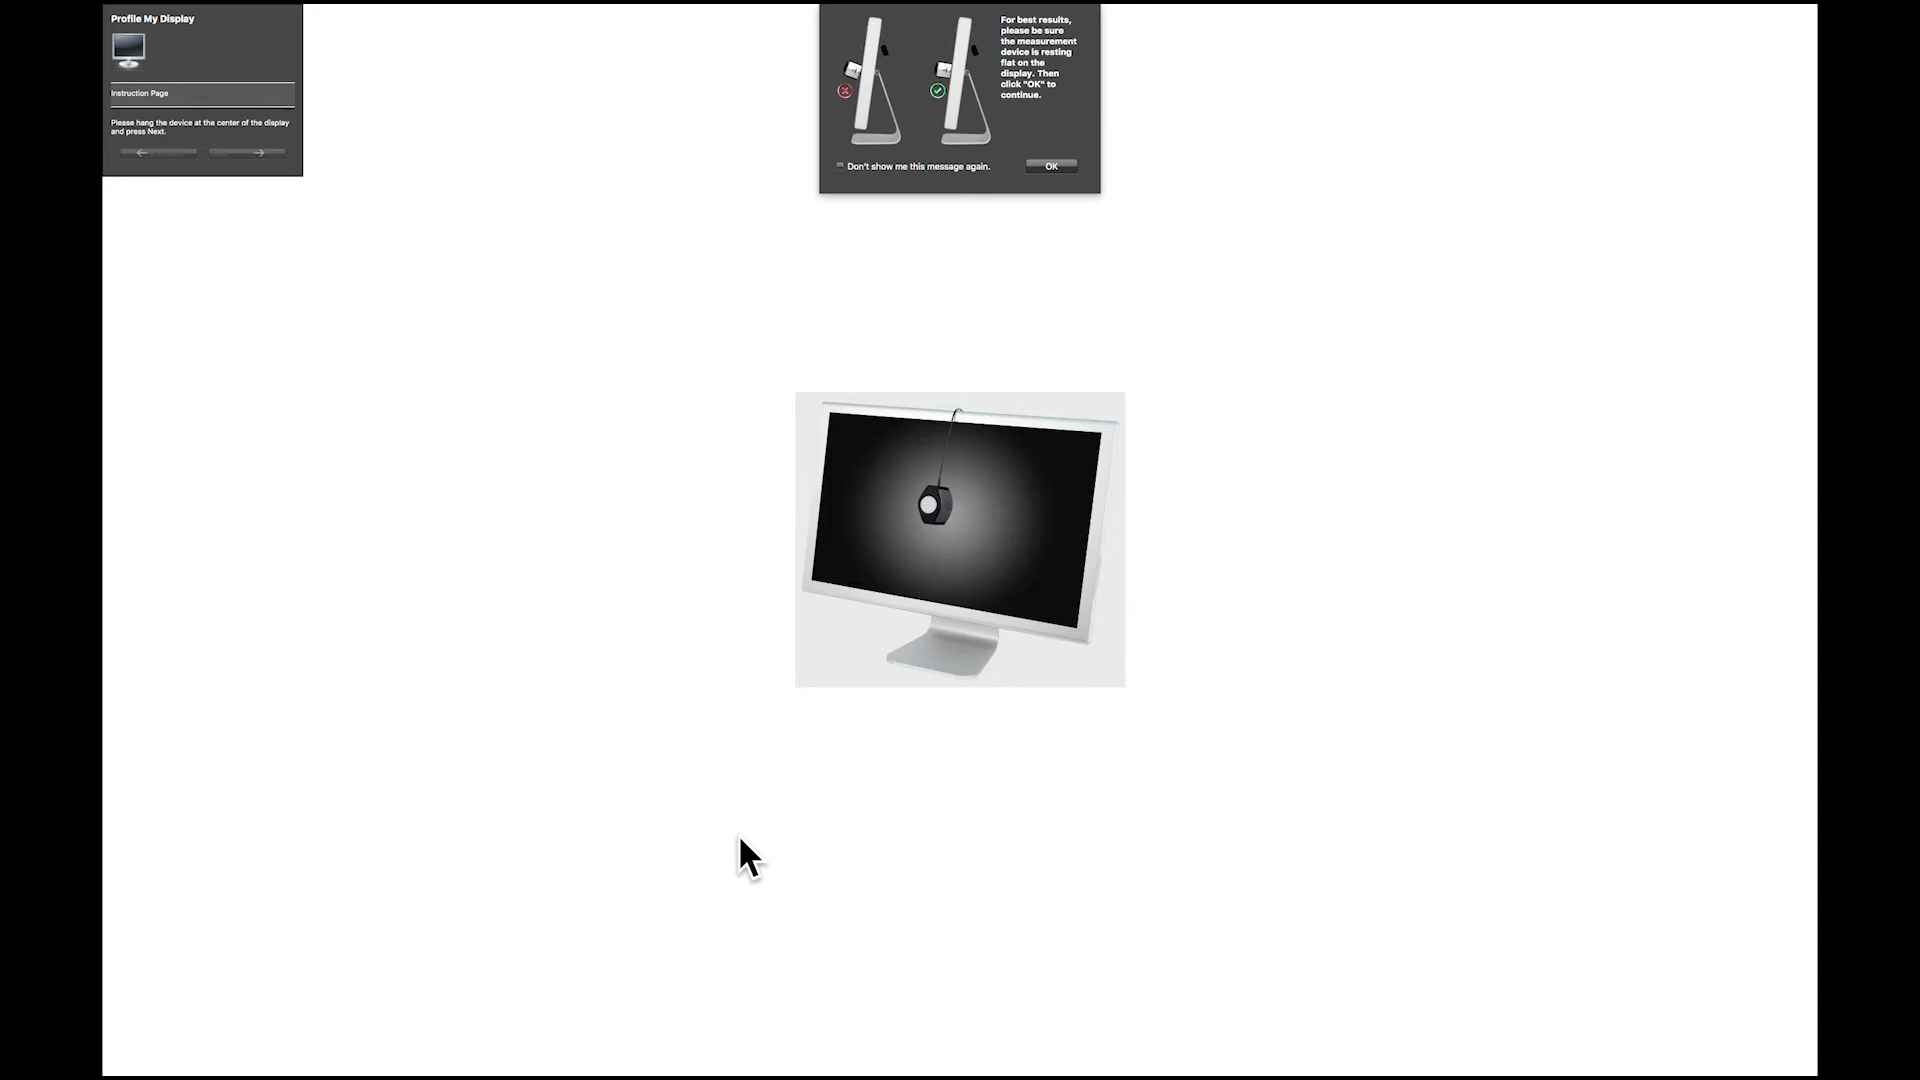 Profile My Display
Instruction Page
Please hang the device at the center of the display
and press Next.
For best results,
please be sure
the measurement
device is resting
flat on the
display. Then
click "OK" to
continue.
Don't show me this message again.
OK